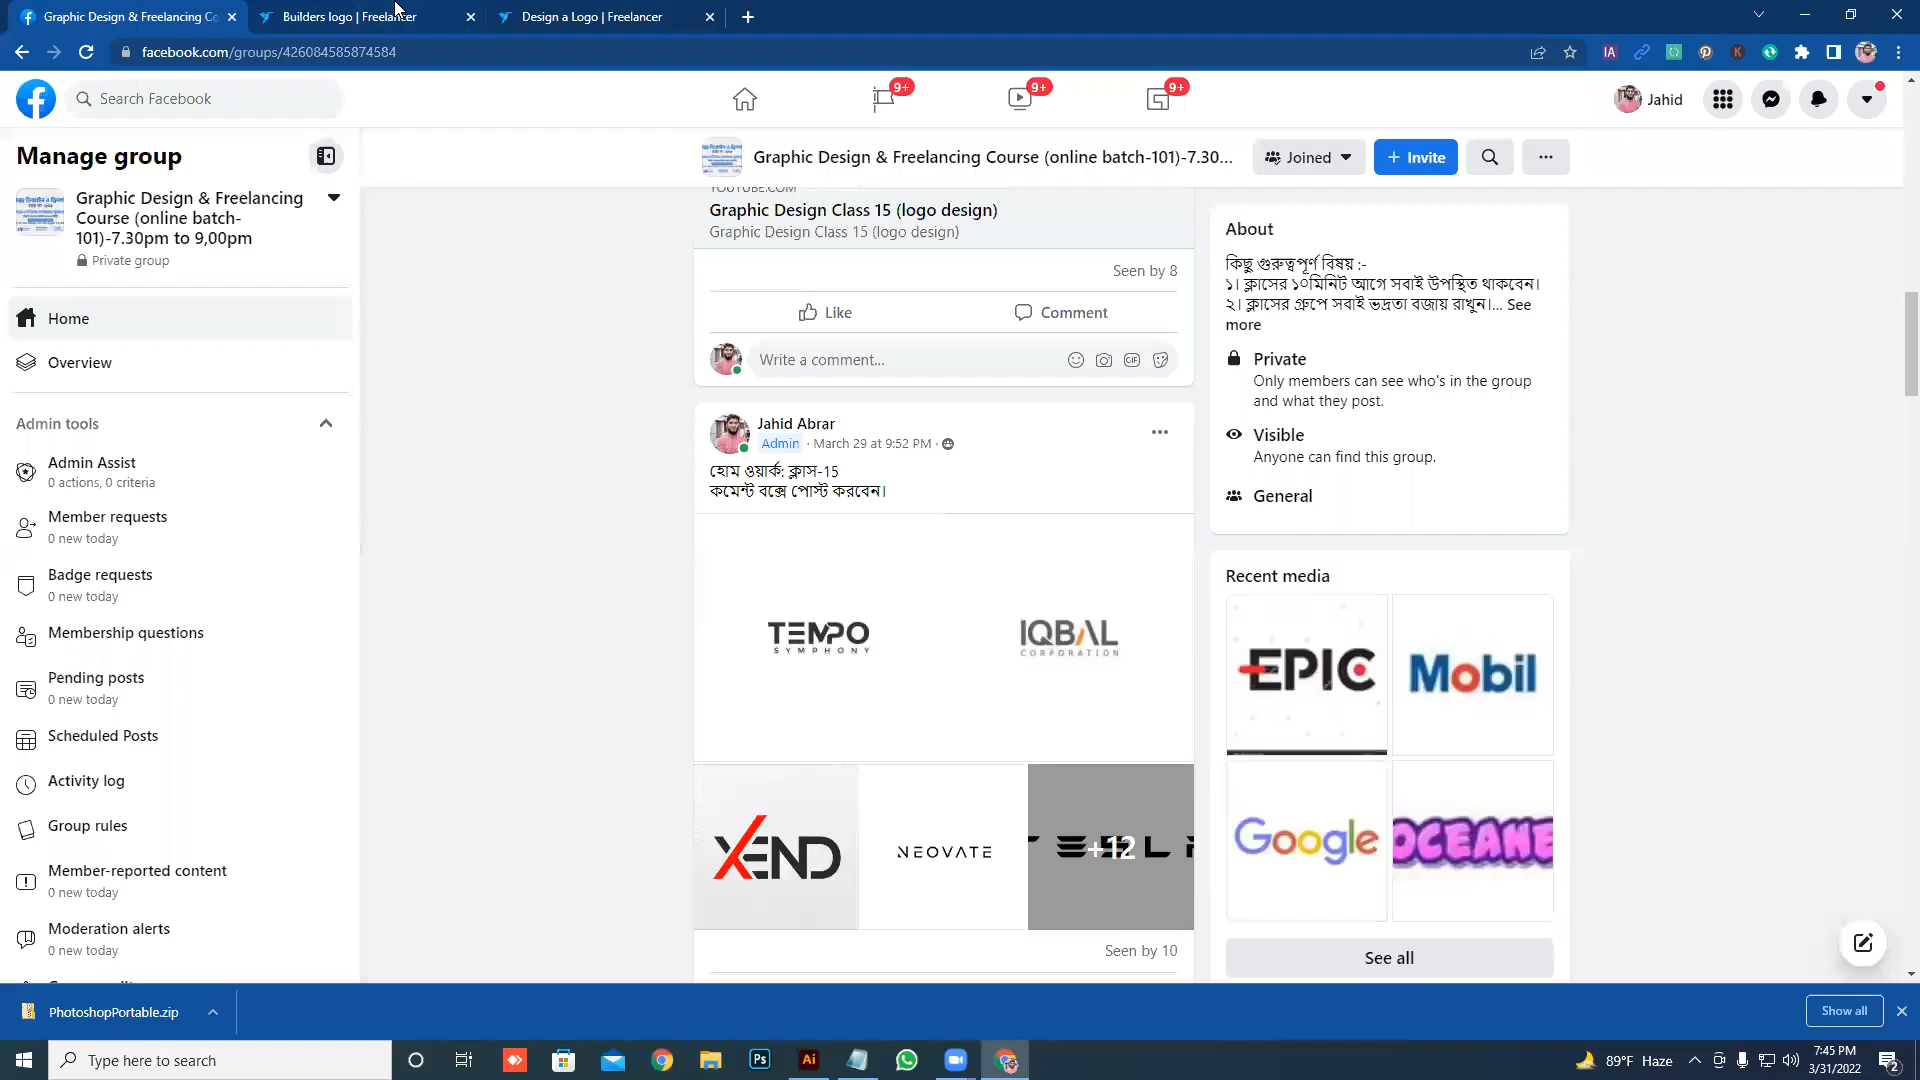 Graphic Design & Freelancing Co
Builders logo | Freelancer
Design a Logo | Freelancer
facebook.com/groups/426084585874584
Search Facebook
9+
9+
9+
Jahid
Manage group
Graphic Design & Freelancing Course (online batch-101)-7.30...
Joined
+ Invite
Graphic Design & Freelancing
Course (online batch-
101)-7.30pm to 9,00pm
Private group
Home
Overview
Admin tools
Admin Assist
0 actions, 0 criteria
Member requests
0 new today
Badge requests
0 new today
Membership questions
Pending posts
0 new today
Scheduled Posts
Activity log
Group rules
Member-reported content
0 new today
Moderation alerts
0 new today
YOUTUBE.COM
Graphic Design Class 15 (logo design)
Graphic Design Class 15 (logo design)
Seen by 8
Like
Comment
Write a comment...
GIF
Jahid Abrar
Admin · March 29 at 9:52 PM ·
হোম ওয়ার্ক: ক্লাস-15
কমেন্ট বক্সে পোস্ট করবেন।
TEMPO
SYMPHONY
IQBAL
CORPORATION
XEND
NEOVATE
+12
Seen by 10
About
কিছু গুরুত্বপূর্ণ বিষয় :-
১। ক্লাসের ১০মিনিট আগে সবাই উপস্থিত থাকবেন।
২। ক্লাসের গ্রুপে সবাই ভদ্রতা বজায় রাখুন।... See
more
Private
Only members can see who's in the group
and what they post.
Visible
Anyone can find this group.
General
Recent media
EPIC
Mobil
Google
OCEANE
See all
PhotoshopPortable.zip
Show all
Type here to search
Ps
Ai
89°F Haze
7:45 PM
3/31/2022
2